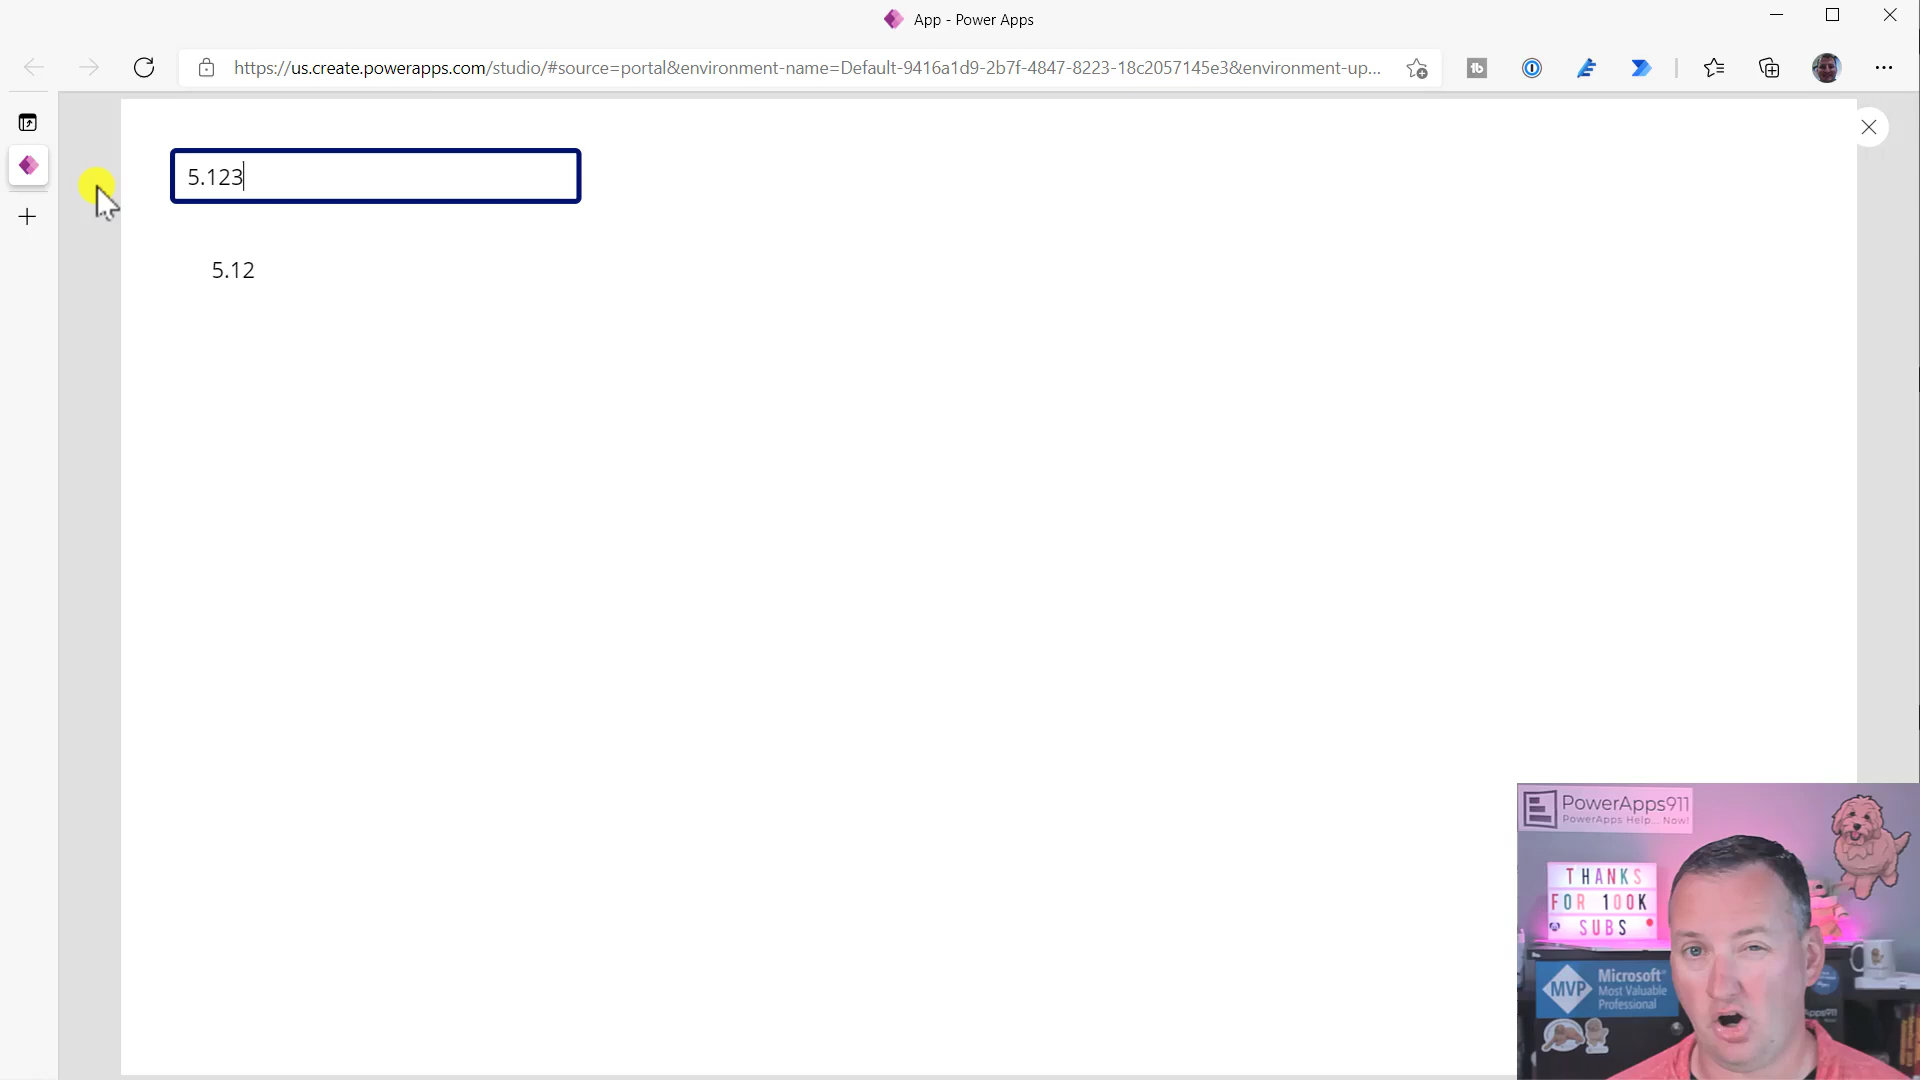 App - Power Apps
https://us.create.powerapps.com/studio/#source=portal&environment-name=Default-9416a1d9-2b7f-4847-8223-18c2057145e3&environment-up...
tb
5.123
5.12
PowerApps911
PowerApps Help... Now!
THANKS
FOR 100K
SUBS
MVP
Microsoft®
Most Valuable
Professional